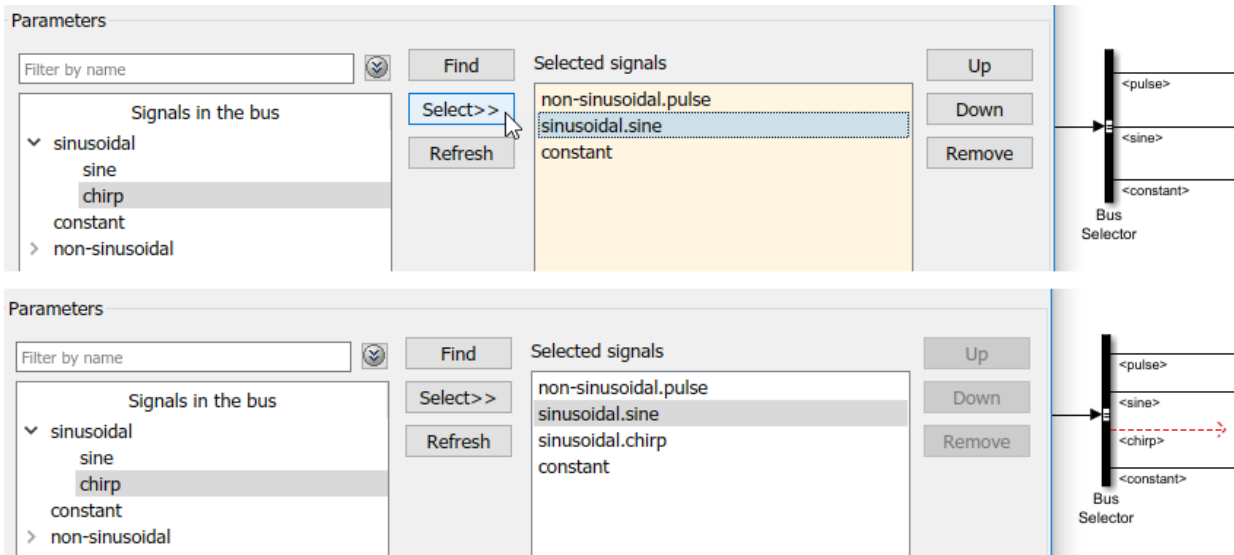 Parameters
Filter by name
Find
Selected signals
Up
Signals in the bus
Select>>
non-sinusoidal.pulse
Down
sinusoidal
sinusoidal.sine
sine
Refresh
constant
Remove
chirp
constant
non-sinusoidal
<pulse>
<sine>
<constant>
Bus
Selector
Parameters
Filter by name
Find
Selected signals
Up
Signals in the bus
Select>>
non-sinusoidal.pulse
Down
sinusoidal
sinusoidal.sine
sine
Refresh
sinusoidal.chirp
Remove
chirp
constant
constant
non-sinusoidal
<pulse>
<sine>
<chirp>
<constant>
Bus
Selector